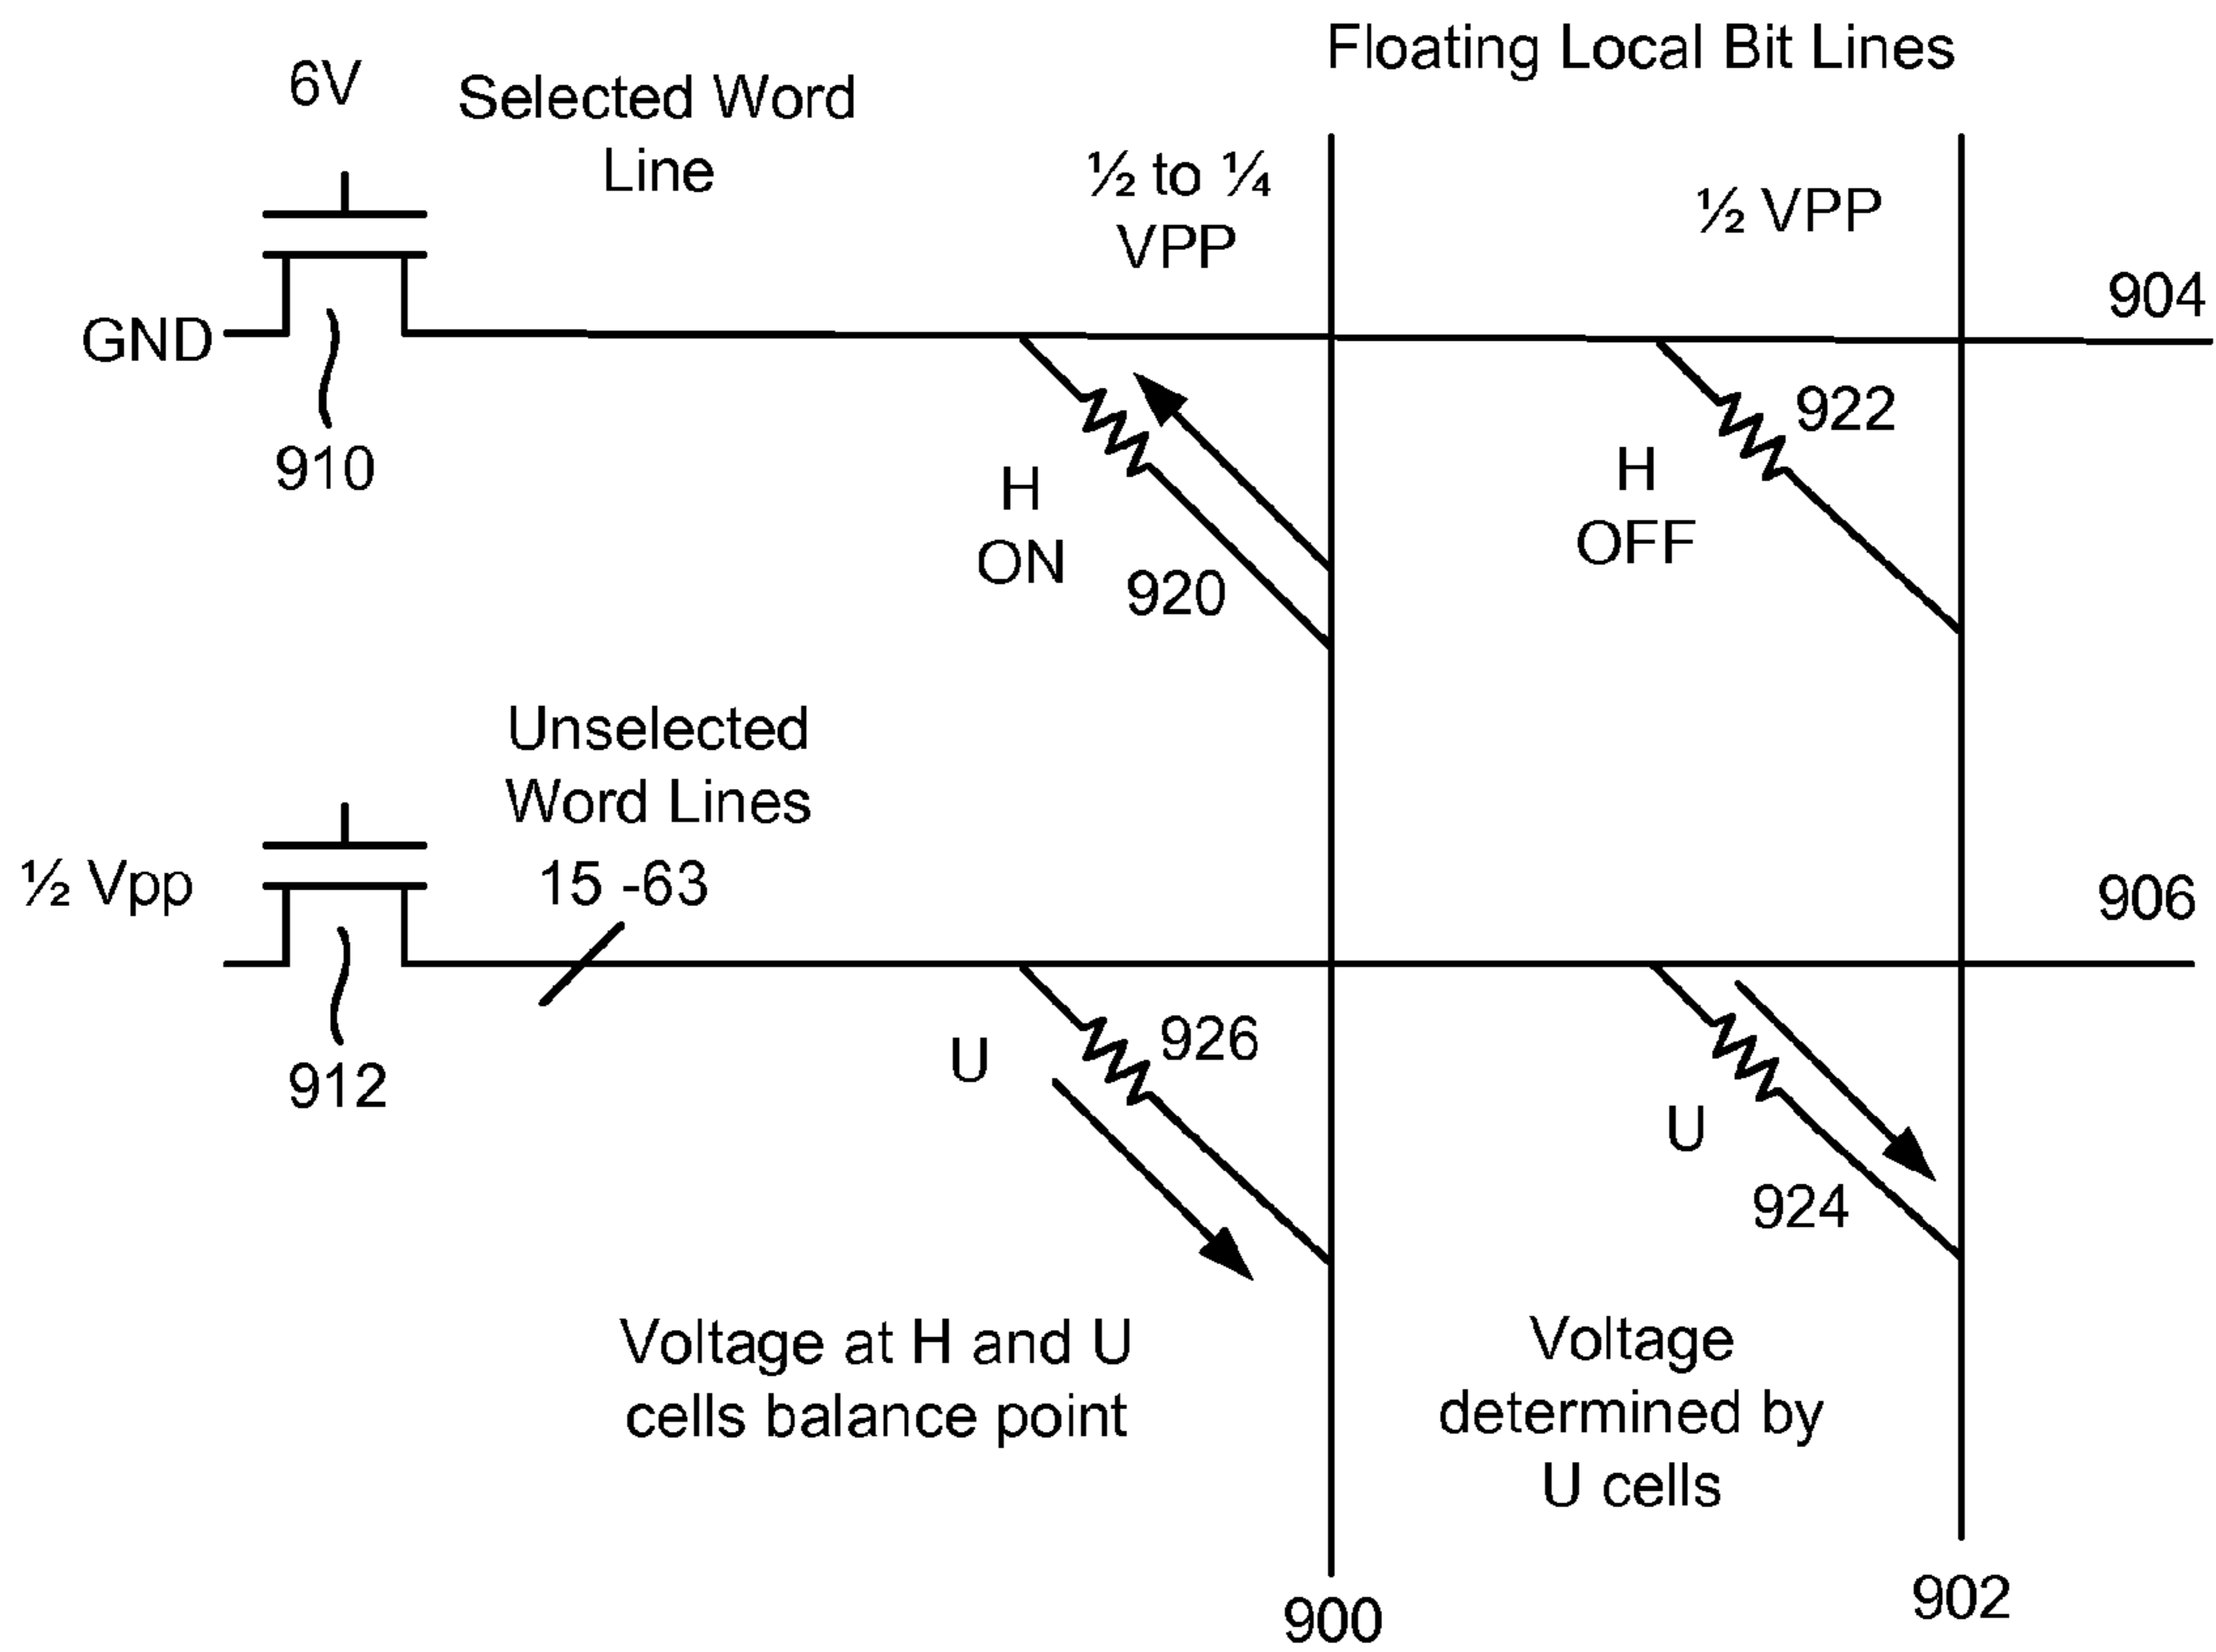 Floating Local Bit Lines
6V
Selected Word
Line
½ to ¼
VPP
½ VPP
904
GND
910
H
ON
920
922
H
OFF
Unselected
Word Lines
15 -63
½ Vpp
906
912
U
926
U
924
Voltage at H and U
cells balance point
Voltage
determined by
U cells
900
902